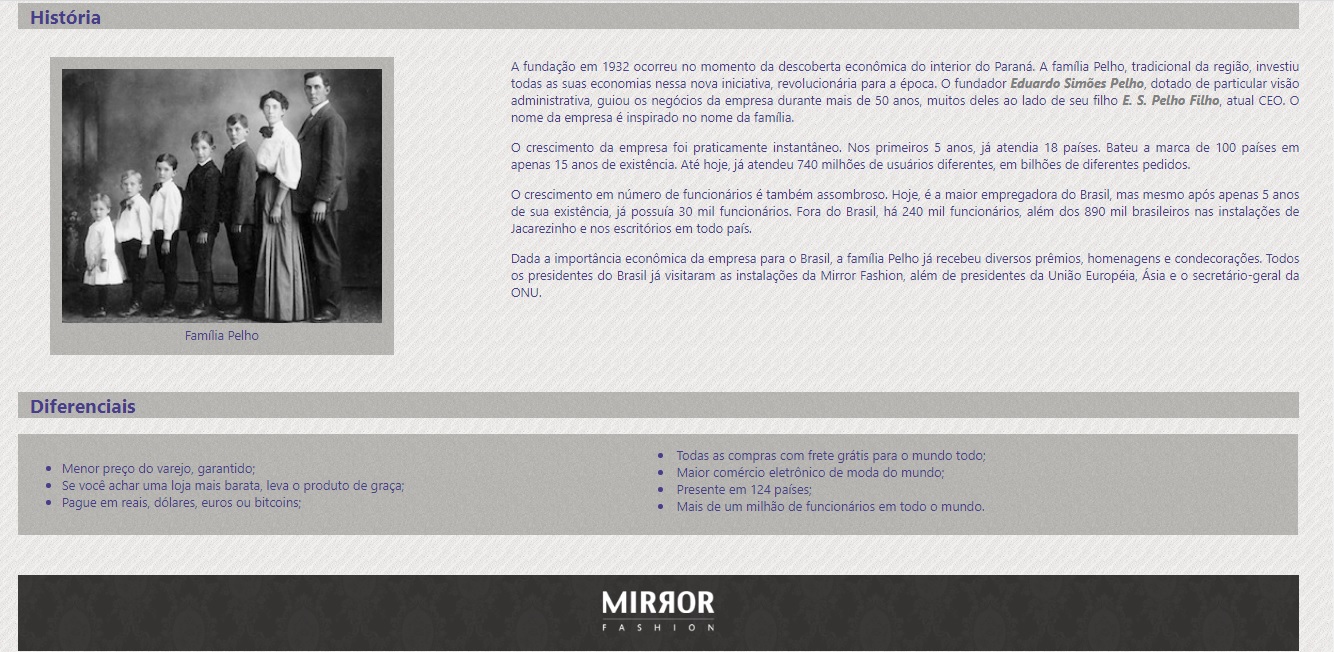 História
A fundação em 1932 ocorreu no momento da descoberta econômica do interior do Paraná. A família Pelho, tradicional da região, investiu
todas as suas economias nessa nova iniciativa, revolucionária para a época. O fundador Eduardo Simões Pelho, dotado de particular visão
administrativa, guiou os negócios da empresa durante mais de 50 anos, muitos deles ao lado de seu filho E. S. Pelho Filho, atual CEO. O
nome da empresa é inspirado no nome da família.
O crescimento da empresa foi praticamente instantâneo. Nos primeiros 5 anos, já atendia 18 países. Bateu a marca de 100 países em
apenas 15 anos de existência. Até hoje, já atendeu 740 milhões de usuários diferentes, em bilhões de diferentes pedidos.
O crescimento em número de funcionários é também assombroso. Hoje, é a maior empregadora do Brasil, mas mesmo após apenas 5 anos
de sua existência, já possuía 30 mil funcionários. Fora do Brasil, há 240 mil funcionários, além dos 890 mil brasileiros nas instalações de
Jacarezinho e nos escritórios em todo país.
Dada a importância econômica da empresa para o Brasil, a família Pelho já recebeu diversos prêmios, homenagens e condecorações. Todos
os presidentes do Brasil já visitaram as instalações da Mirror Fashion, além de presidentes da União Européia, Ásia e o secretário-geral da
ONU.
Família Pelho
Diferenciais
Menor preço do varejo, garantido;
Se você achar uma loja mais barata, leva o produto de graça;
Pague em reais, dólares, euros ou bitcoins;
Todas as compras com frete grátis para o mundo todo;
Maior comércio eletrônico de moda do mundo;
Presente em 124 países;
Mais de um milhão de funcionários em todo o mundo.
MIRROR
FASHION